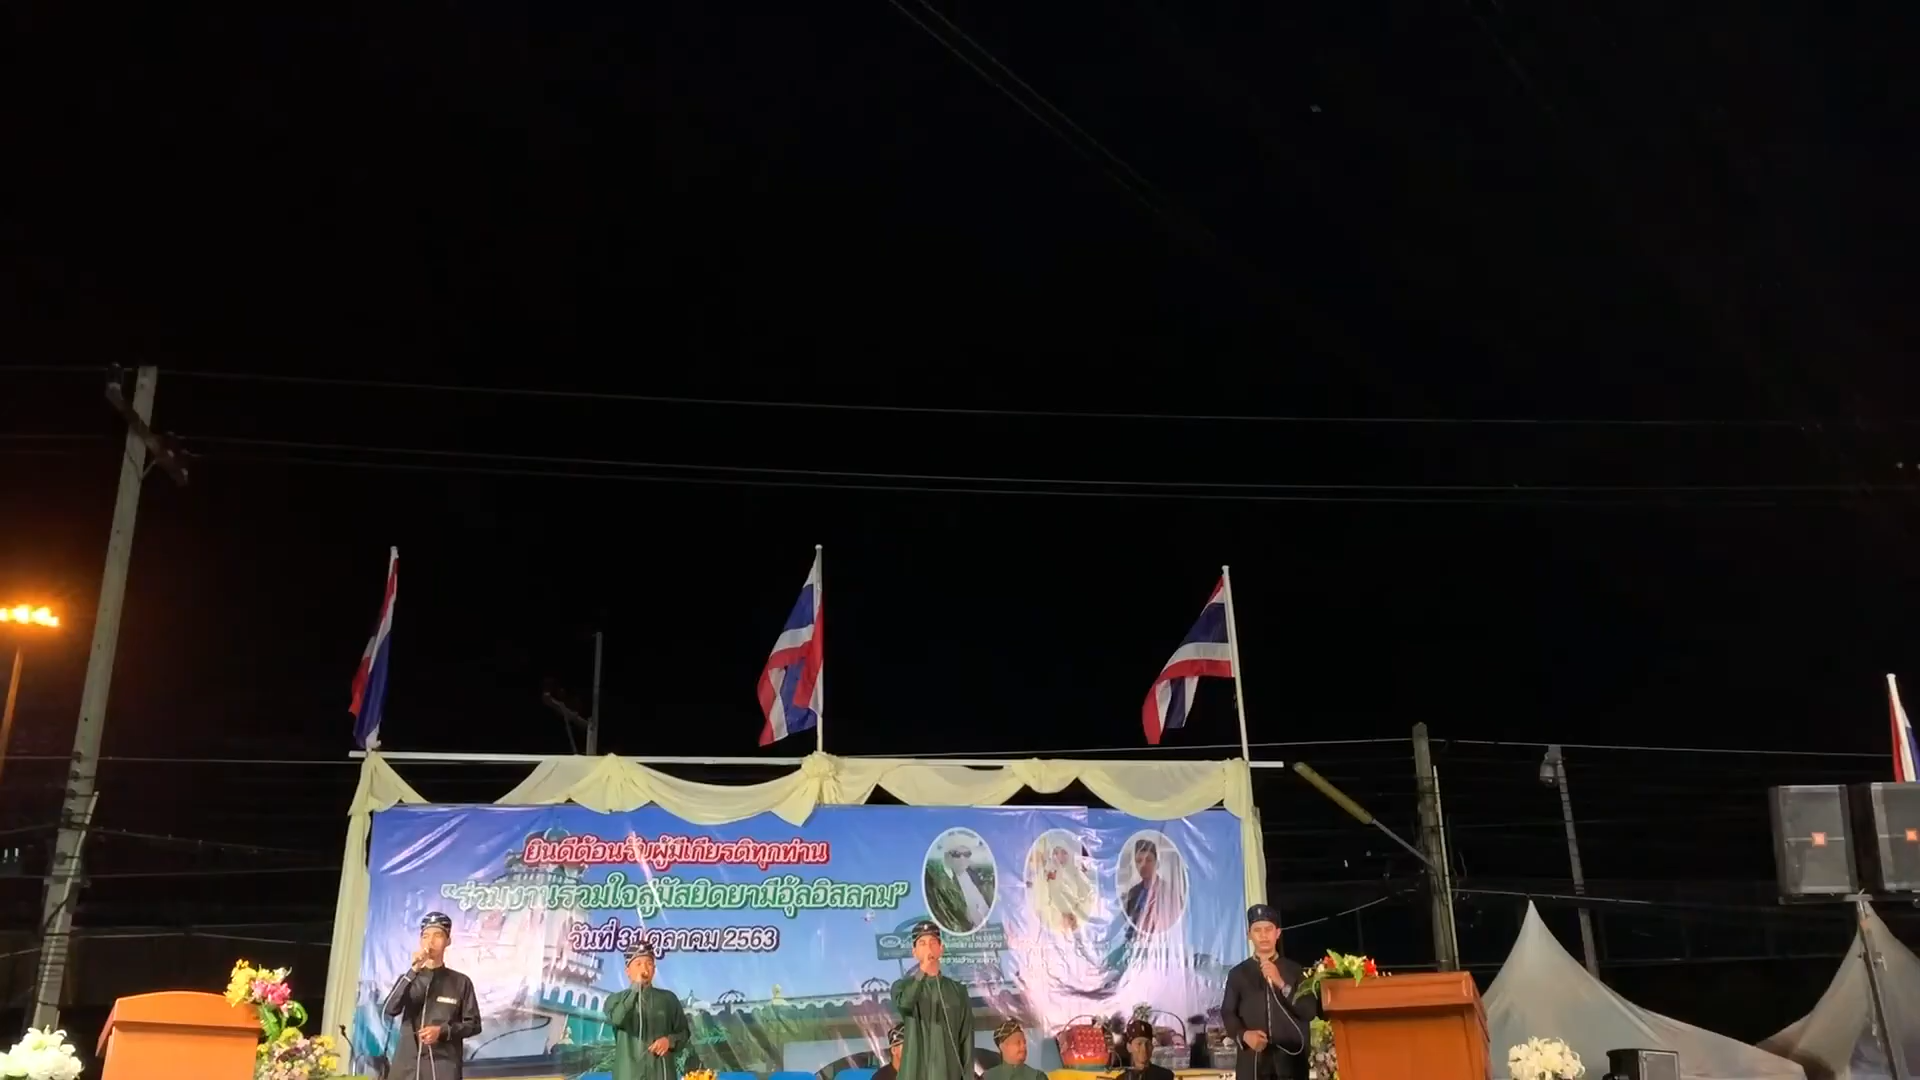 ยินดีต้อนรับผู้มีเกียรติทุกท่าน
“ร่วมงานรวมใจสู่มัสยิดยามีอุ้ลอิสลาม”
วันที่ 31 ตุลาคม 2563